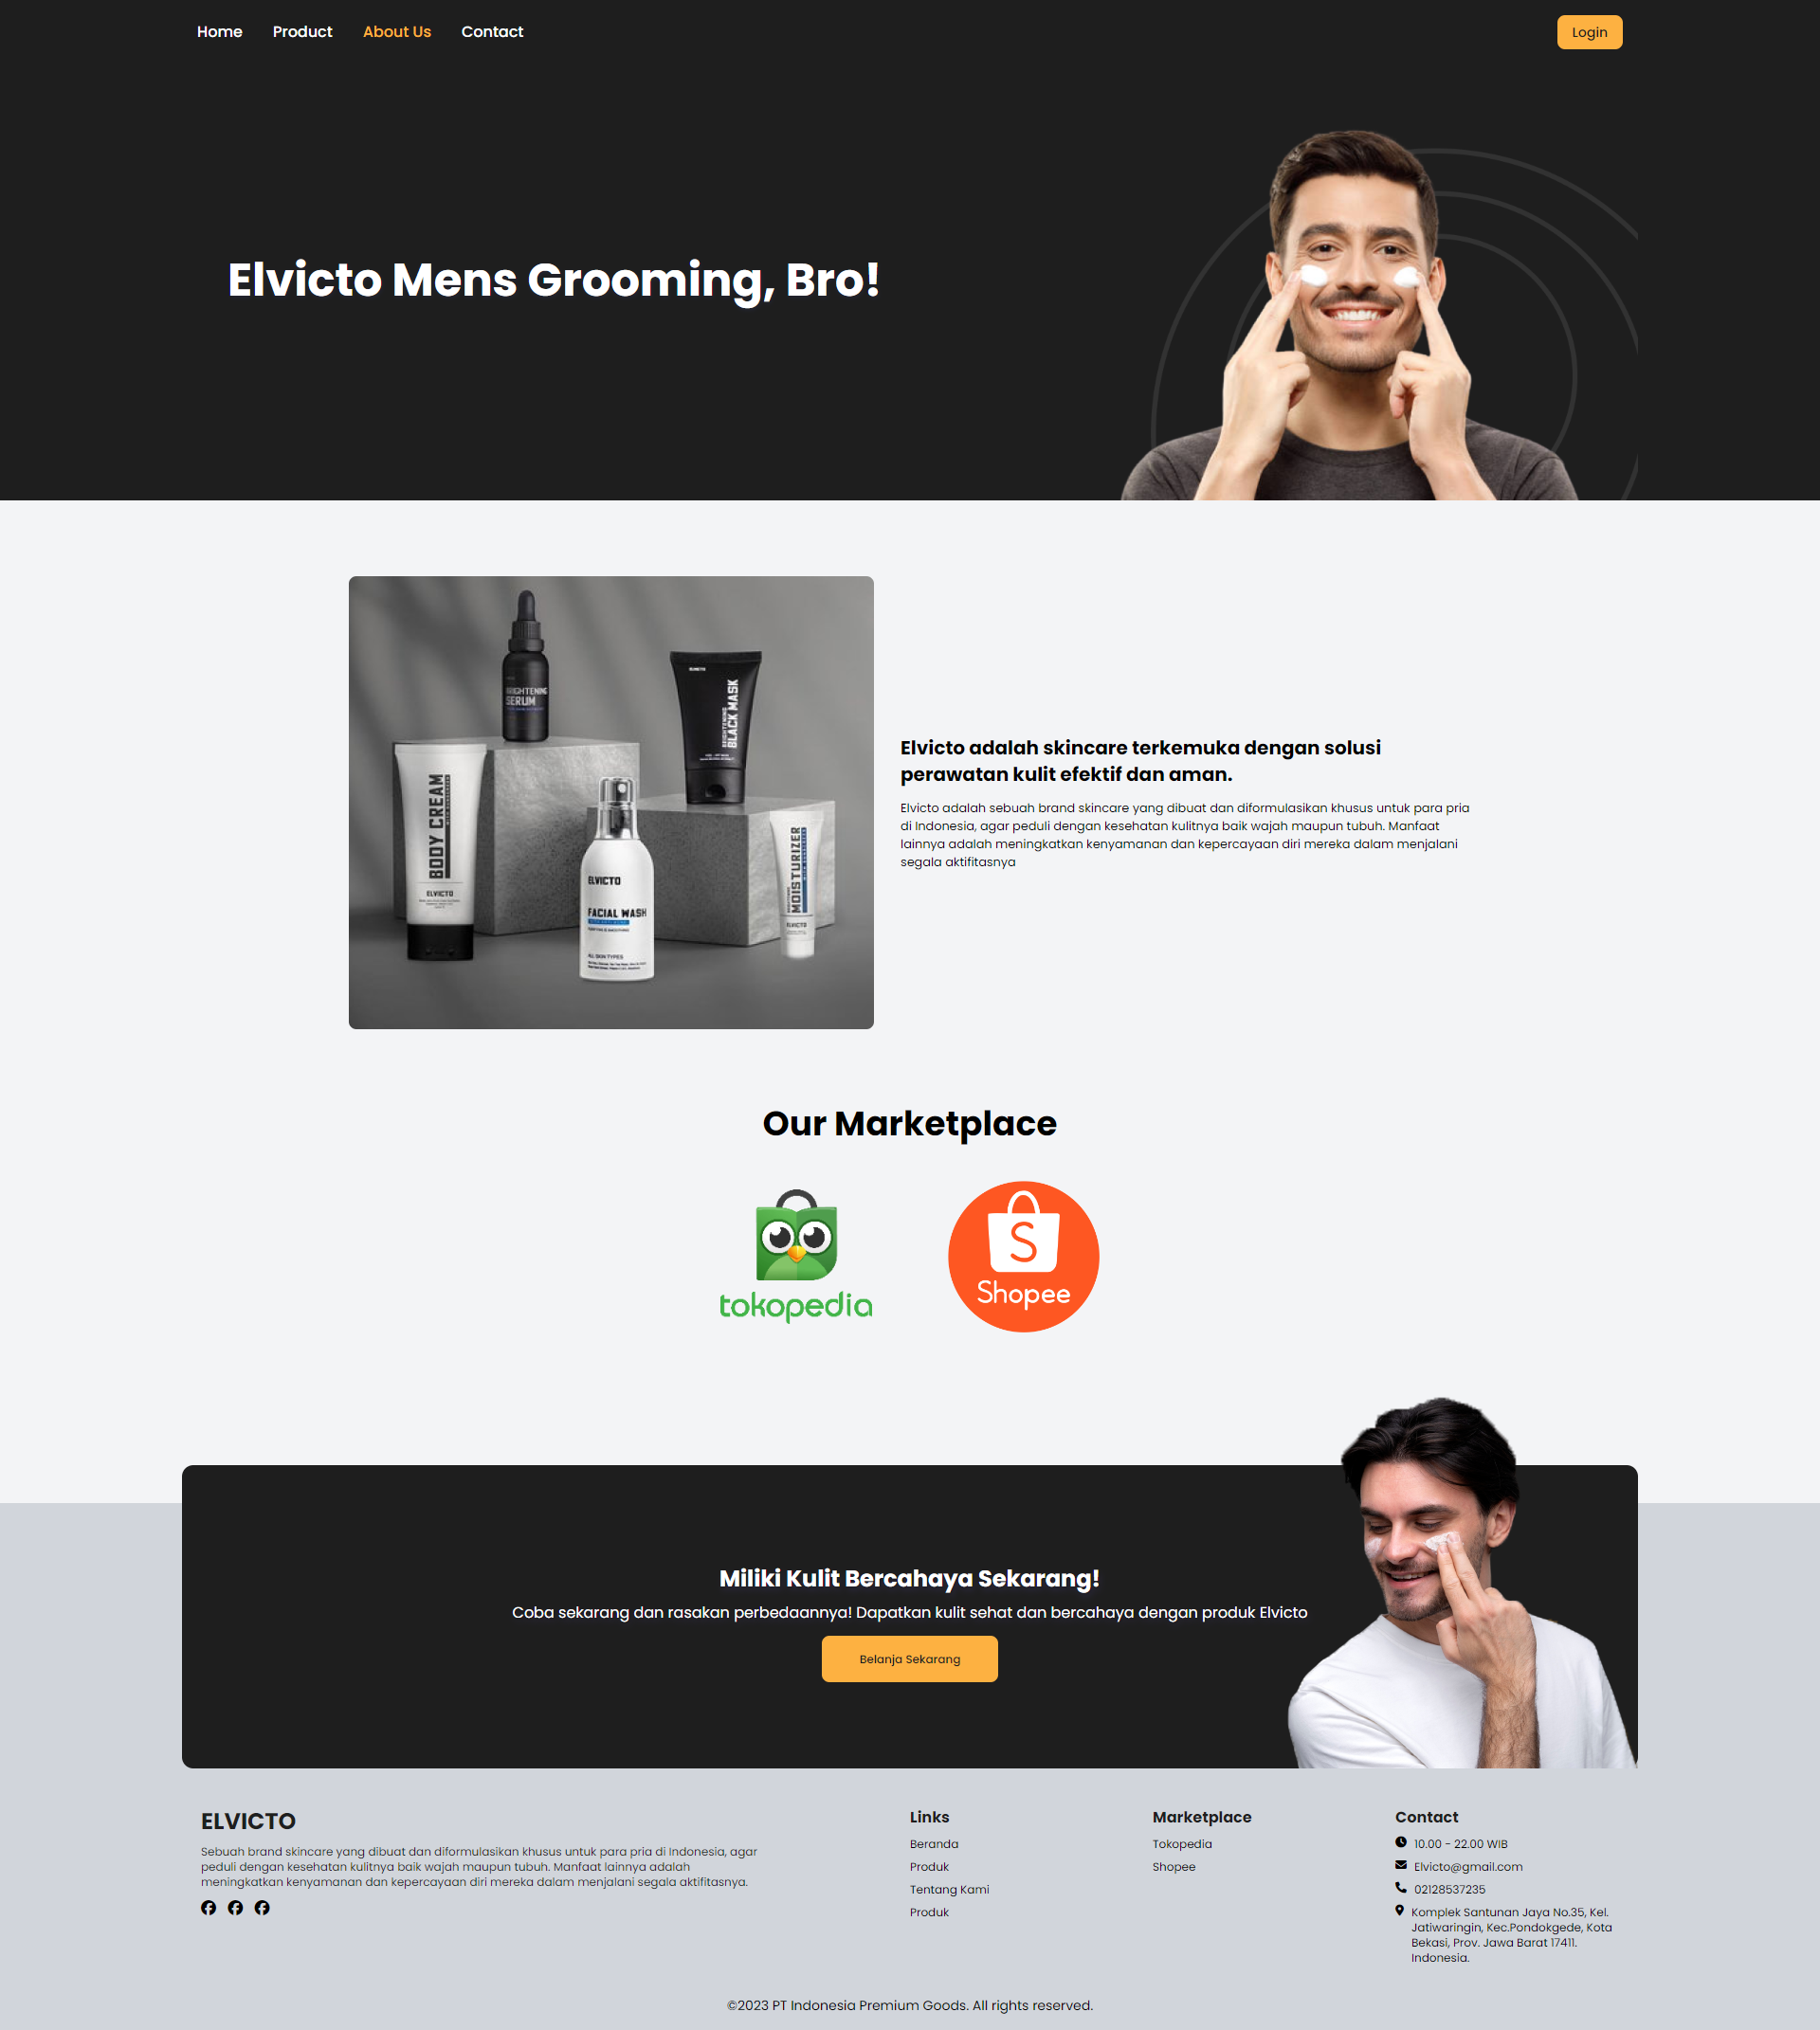 Home Product About Us Contact Login
Elvicto Mens Grooming, Bro!
BRIGHTENING
SERUM
ELVICTO
BRIGHTENING
BLACK MASK
BODY CREAM
ELVICTO
ELVICTO
FACIAL WASH
ALL SKIN TYPES
MOISTURIZER
ELVICTO
Elvicto adalah skincare terkemuka dengan solusi
perawatan kulit efektif dan aman.
Elvicto adalah sebuah brand skincare yang dibuat dan diformulasikan khusus untuk para pria
di Indonesia, agar peduli dengan kesehatan kulitnya baik wajah maupun tubuh. Manfaat
lainnya adalah meningkatkan kenyamanan dan kepercayaan diri mereka dalam menjalani
segala aktifitasnya
Our Marketplace
tokopedia
S
Shopee
Miliki Kulit Bercahaya Sekarang!
Coba sekarang dan rasakan perbedaannya! Dapatkan kulit sehat dan bercahaya dengan produk Elvicto
Belanja Sekarang
ELVICTO
Sebuah brand skincare yang dibuat dan diformulasikan khusus untuk para pria di Indonesia, agar
peduli dengan kesehatan kulitnya baik wajah maupun tubuh. Manfaat lainnya adalah
meningkatkan kenyamanan dan kepercayaan diri mereka dalam menjalani segala aktifitasnya.
Links
Beranda
Produk
Tentang Kami
Produk
Marketplace
Tokopedia
Shopee
Contact
10.00 - 22.00 WIB
Elvicto@gmail.com
02128537235
Komplek Santunan Jaya No.35, Kel.
Jatiwaringin, Kec.Pondokgede, Kota
Bekasi, Prov. Jawa Barat 17411.
Indonesia.
©2023 PT Indonesia Premium Goods. All rights reserved.